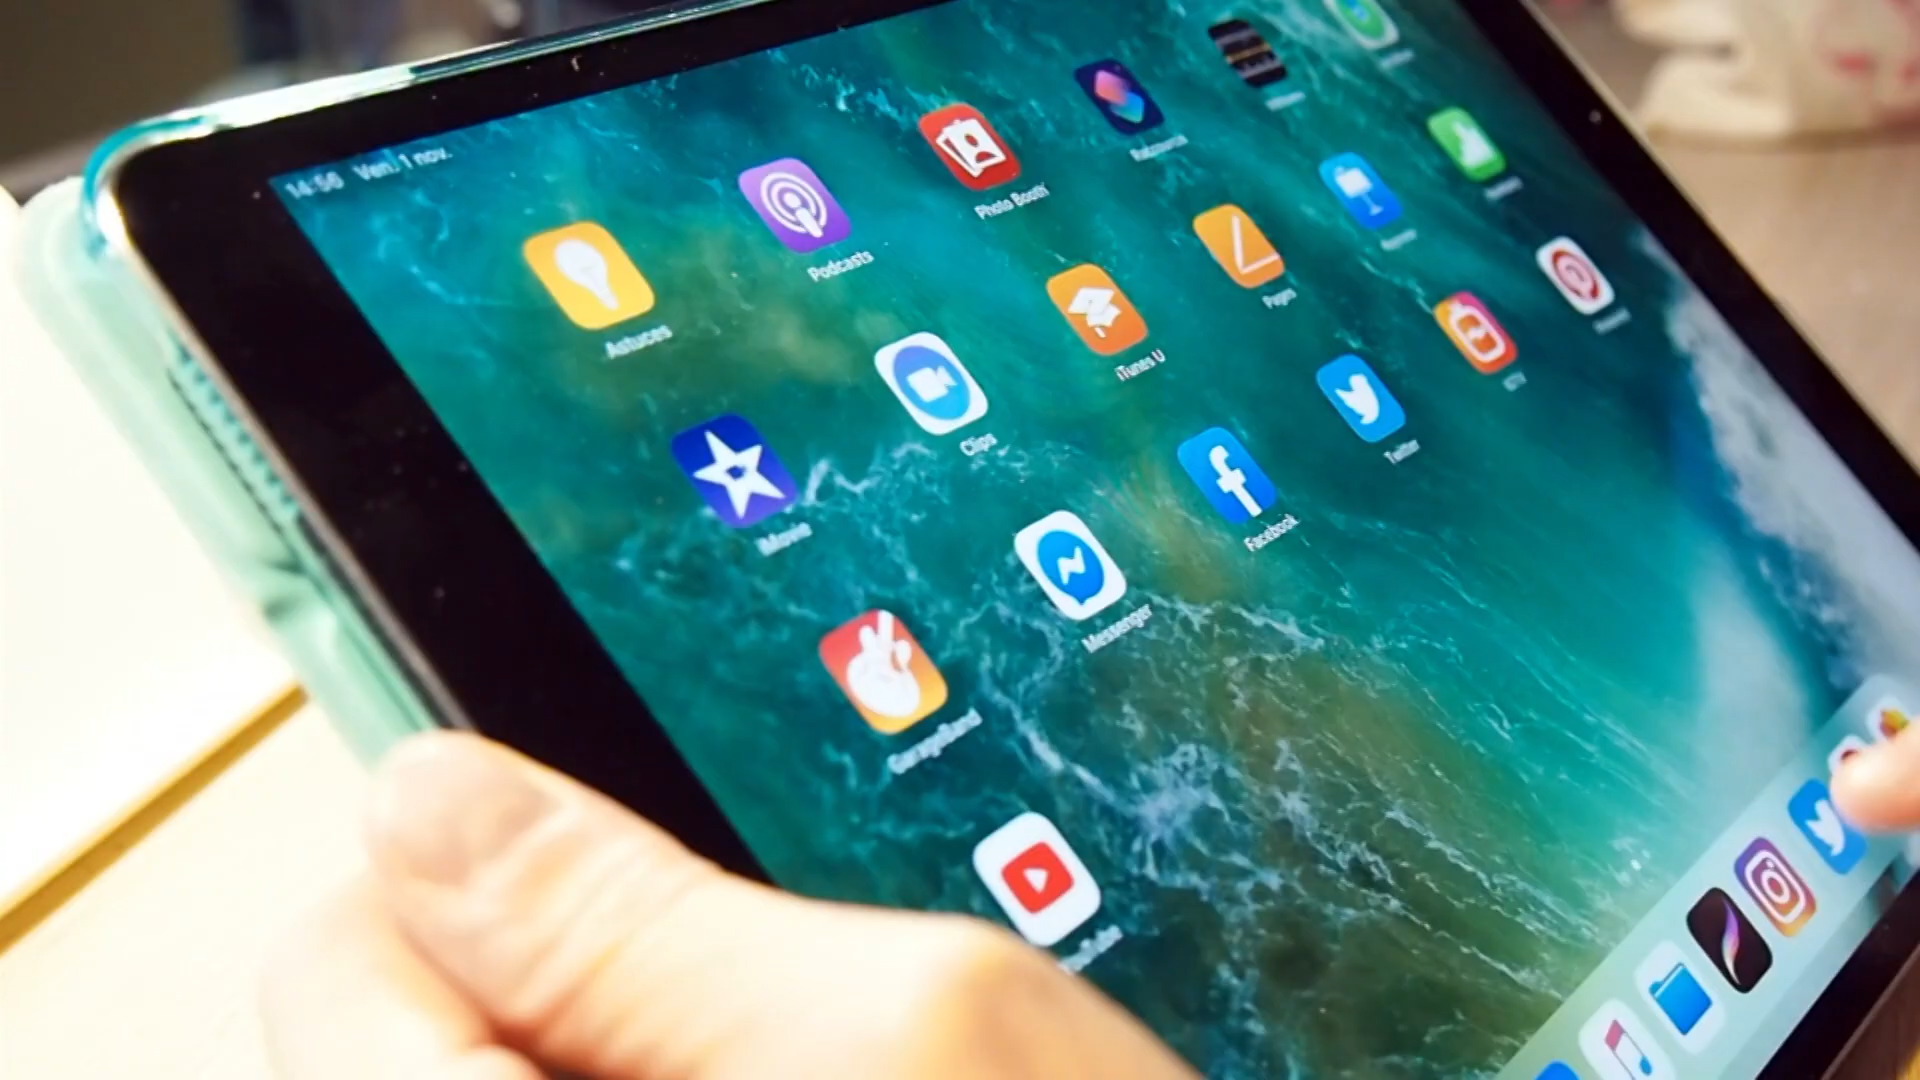 14:56 Ven. 1 nov.
Astuces
Podcasts
Photo Booth
iMovie
Clips
iTunes U
Pages
GarageBand
Messenger
Facebook
Twitter